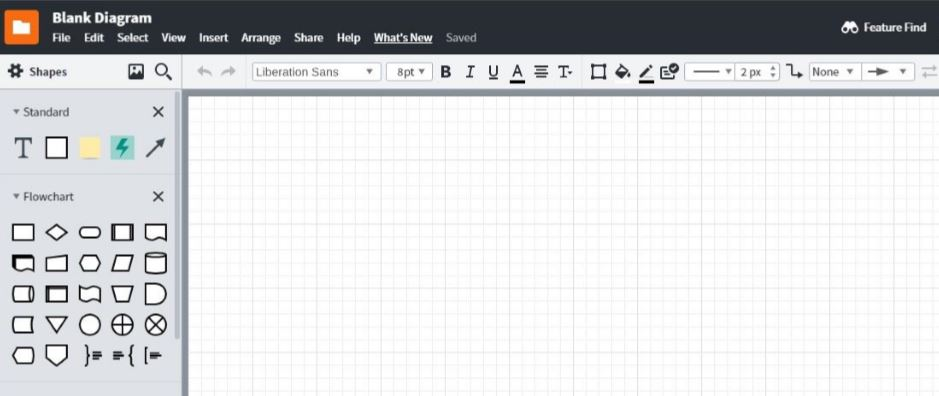 Blank Diagram
File Edit Select View Insert Arrange Share Help What's New Saved
Feature Find
Shapes
Liberation Sans 8pt B I U A T 2 px None
Standard
T
Flowchart